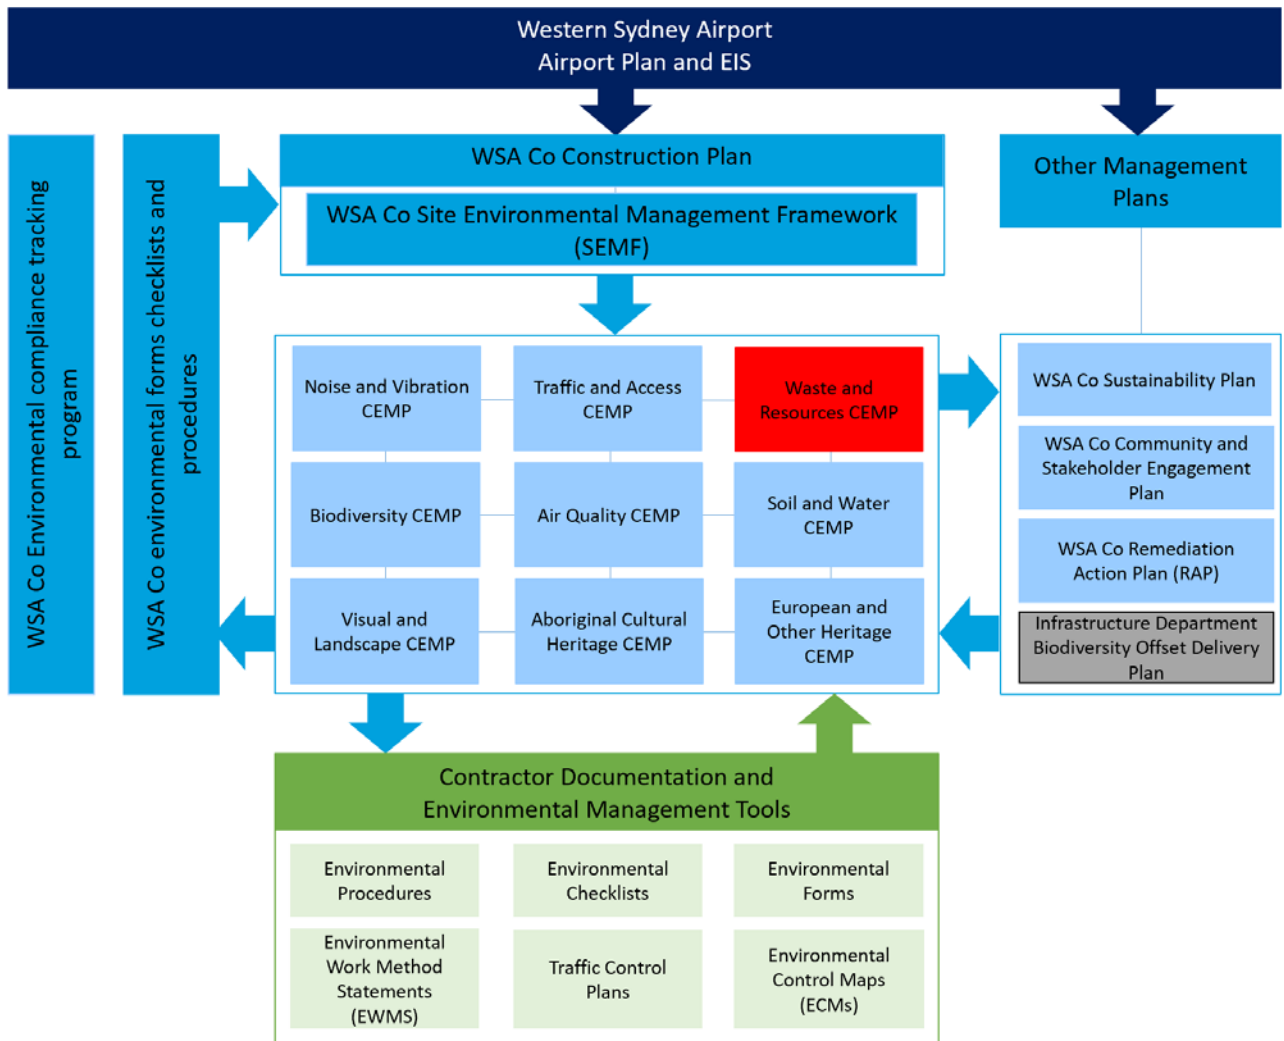 Western Sydney Airport
Airport Plan and EIS
WSA Co Environmental compliance tracking
program
WSA Co environmental forms checklists and
procedures
WSA Co Construction Plan
WSA Co Site Environmental Management Framework
(SEMF)
Other Management
Plans
Noise and Vibration
CEMP
Traffic and Access
CEMP
Waste and
Resources CEMP
Biodiversity CEMP
Air Quality CEMP
Soil and Water
CEMP
Visual and
Landscape CEMP
Aboriginal Cultural
Heritage CEMP
European and
Other Heritage
CEMP
WSA Co Sustainability Plan
WSA Co Community and
Stakeholder Engagement
Plan
WSA Co Remediation
Action Plan (RAP)
Infrastructure Department
Biodiversity Offset Delivery
Plan
Contractor Documentation and
Environmental Management Tools
Environmental
Procedures
Environmental
Checklists
Environmental
Forms
Environmental
Work Method
Statements
(EWMS)
Traffic Control
Plans
Environmental
Control Maps
(ECMs)